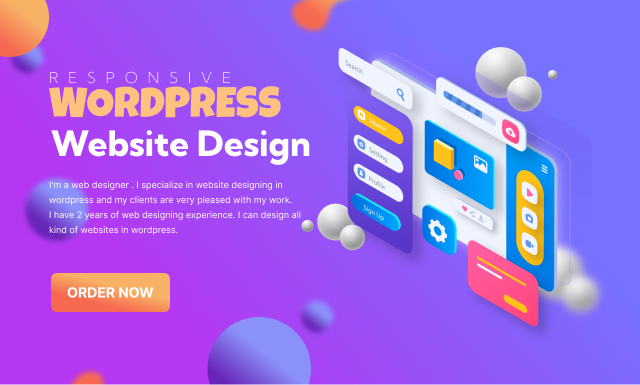 RESPONSIVE
WORDPRESS
Website Design
I'm a web designer . I specialize in website designing in
wordpress and my clients are very pleased with my work.
I have 2 years of web designing experience. I can design all
kind of websites in wordpress.
ORDER NOW
Search
Home
Setting
Profile
Sign Up